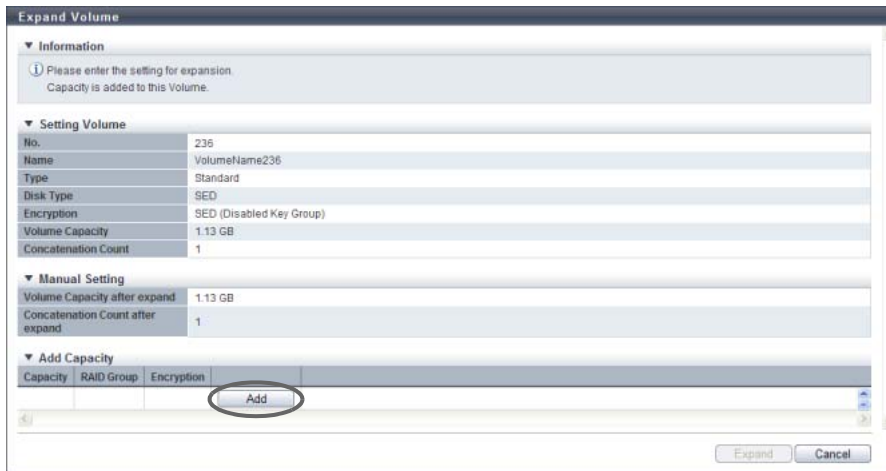 Expand Volume
▼ Information
Please enter the setting for expansion.
Capacity is added to this Volume.
▼ Setting Volume
No. 236
Name VolumeName236
Type Standard
Disk Type SED
Encryption SED (Disabled Key Group)
Volume Capacity 1.13 GB
Concatenation Count 1
▼ Manual Setting
Volume Capacity after expand 1.13 GB
Concatenation Count after
expand 1
▼ Add Capacity
Capacity RAID Group Encryption
Add
Expand Cancel